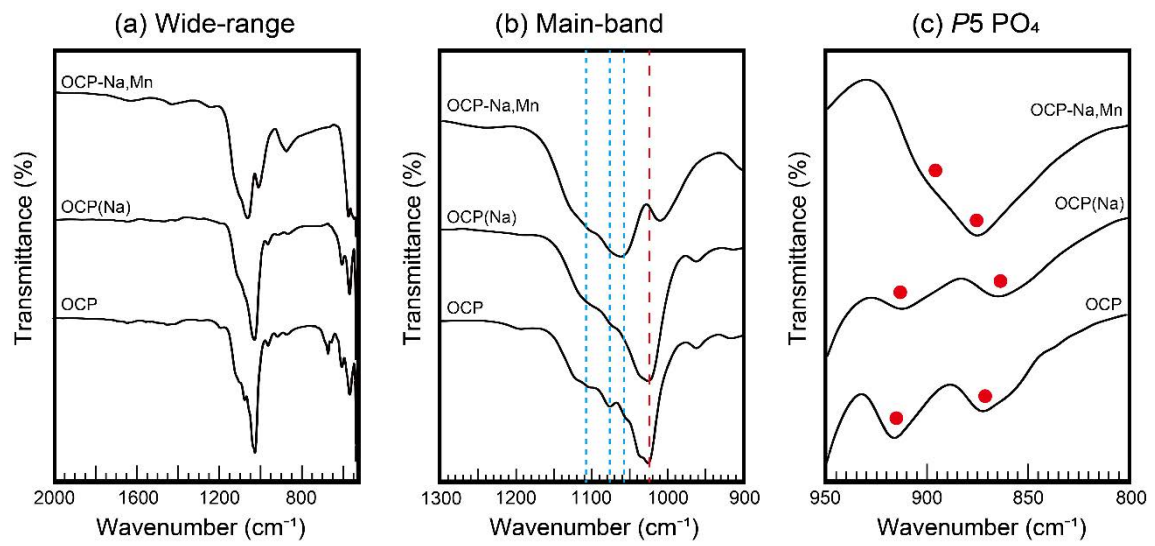 (a) Wide-range
(b) Main-band
(c) P5 PO₄
OCP-Na,Mn
OCP(Na)
OCP
Transmittance (%)
2000 1600 1200 800
Wavenumber (cm⁻¹)
OCP-Na,Mn
OCP(Na)
OCP
Transmittance (%)
1300 1200 1100 1000 900
Wavenumber (cm⁻¹)
OCP-Na,Mn
OCP(Na)
OCP
Transmittance (%)
950 900 850 800
Wavenumber (cm⁻¹)